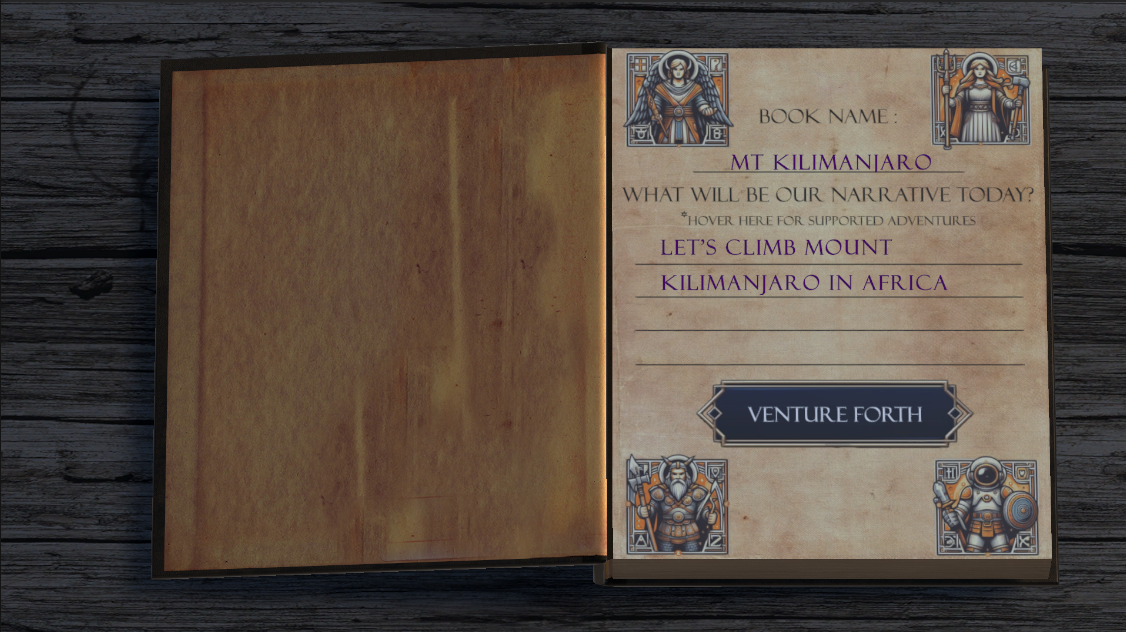 BOOK NAME :
MT KILIMANJARO
WHAT WILL BE OUR NARRATIVE TODAY?
*HOVER HERE FOR SUPPORTED ADVENTURES
LET'S CLIMB MOUNT
KILIMANJARO IN AFRICA
VENTURE FORTH